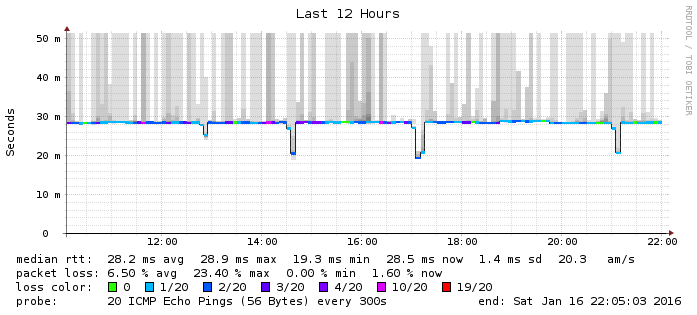 Last 12 Hours
RRDTOOL / TOBI OETIKER
Seconds
50 m
40 m
30 m
20 m
10 m
0
12:00 14:00 16:00 18:00 20:00 22:00
median rtt: 28.2 ms avg 28.9 ms max 19.3 ms min 28.5 ms now 1.4 ms sd 20.3 am/s
packet loss: 6.50 % avg 23.40 % max 0.00 % min 1.60 % now
loss color: 0 1/20 2/20 3/20 4/20 10/20 19/20
probe: 20 ICMP Echo Pings (56 Bytes) every 300s end: Sat Jan 16 22:05:03 2016